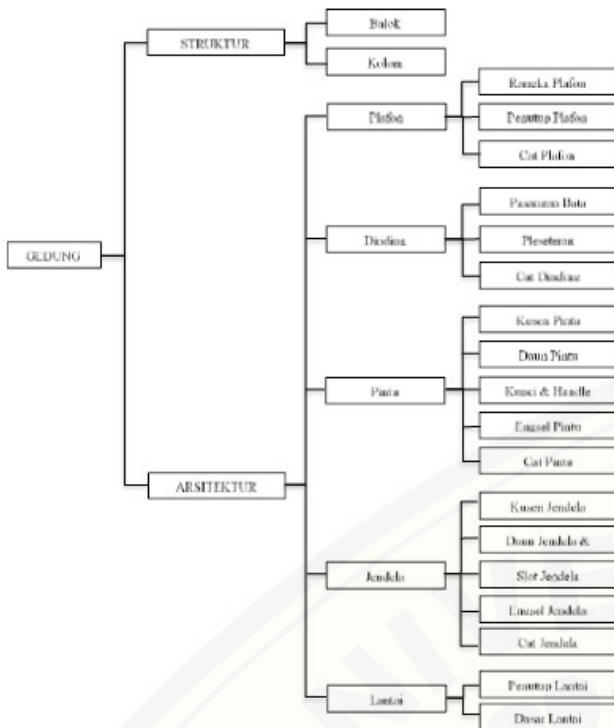 GEDUNG
STRUKTUR
Balok
Kolom
ARSITEKTUR
Plafon
Rangka Plafon
Penutup Plafon
Cat Plafon
Dinding
Pasangan Bata
Plesteran
Cat Dinding
Pintu
Kusen Pintu
Daun Pintu
Kunci & Handle
Engsel Pintu
Cat Pintu
Jendela
Kusen Jendela
Daun Jendela &
Slot Jendela
Engsel Jendela
Cat Jendela
Lantai
Penutup Lantai
Dasar Lantai